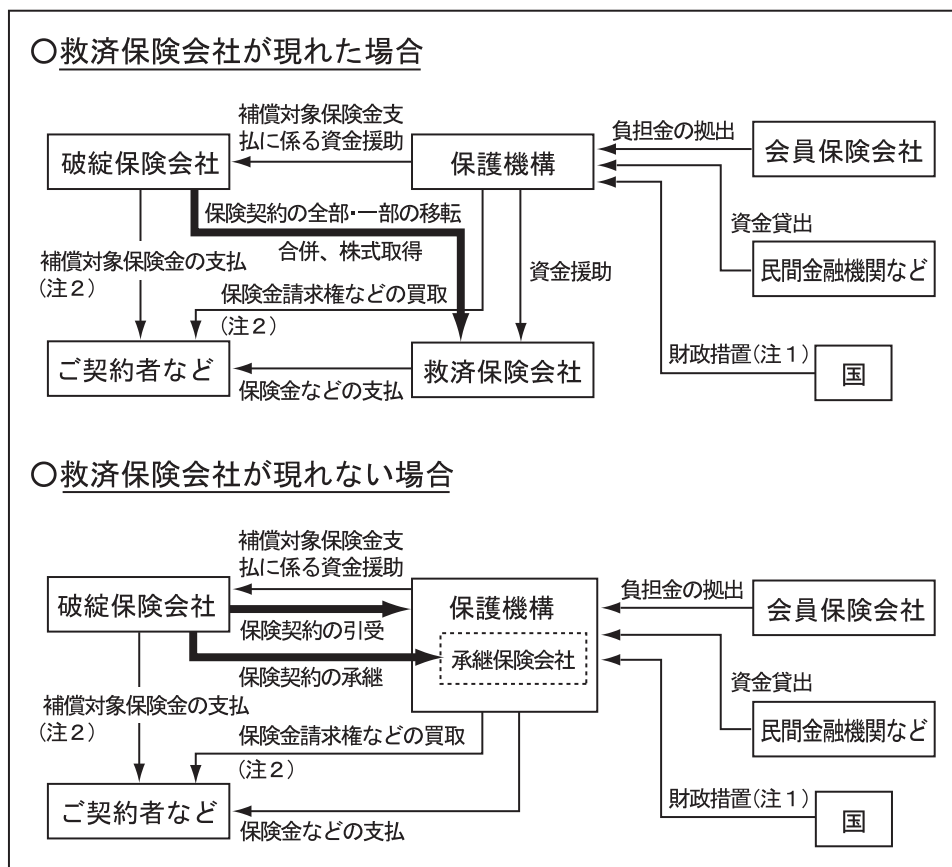 ○救済保険会社が現れた場合
補償対象保険金支
払に係る資金援助
負担金の拠出
破綻保険会社
保護機構
会員保険会社
保険契約の全部・一部の移転
合併、株式取得
資金貸出
補償対象保険金の支払
(注2)
資金援助
民間金融機関など
保険金請求権などの買取
(注2)
ご契約者など
救済保険会社
財政措置(注1)
国
保険金などの支払
○救済保険会社が現れない場合
補償対象保険金支
払に係る資金援助
負担金の拠出
破綻保険会社
保護機構
会員保険会社
保険契約の引受
承継保険会社
保険契約の承継
資金貸出
補償対象保険金の支払
(注2)
保険金請求権などの買取
(注2)
民間金融機関など
ご契約者など
財政措置(注1)
国
保険金などの支払